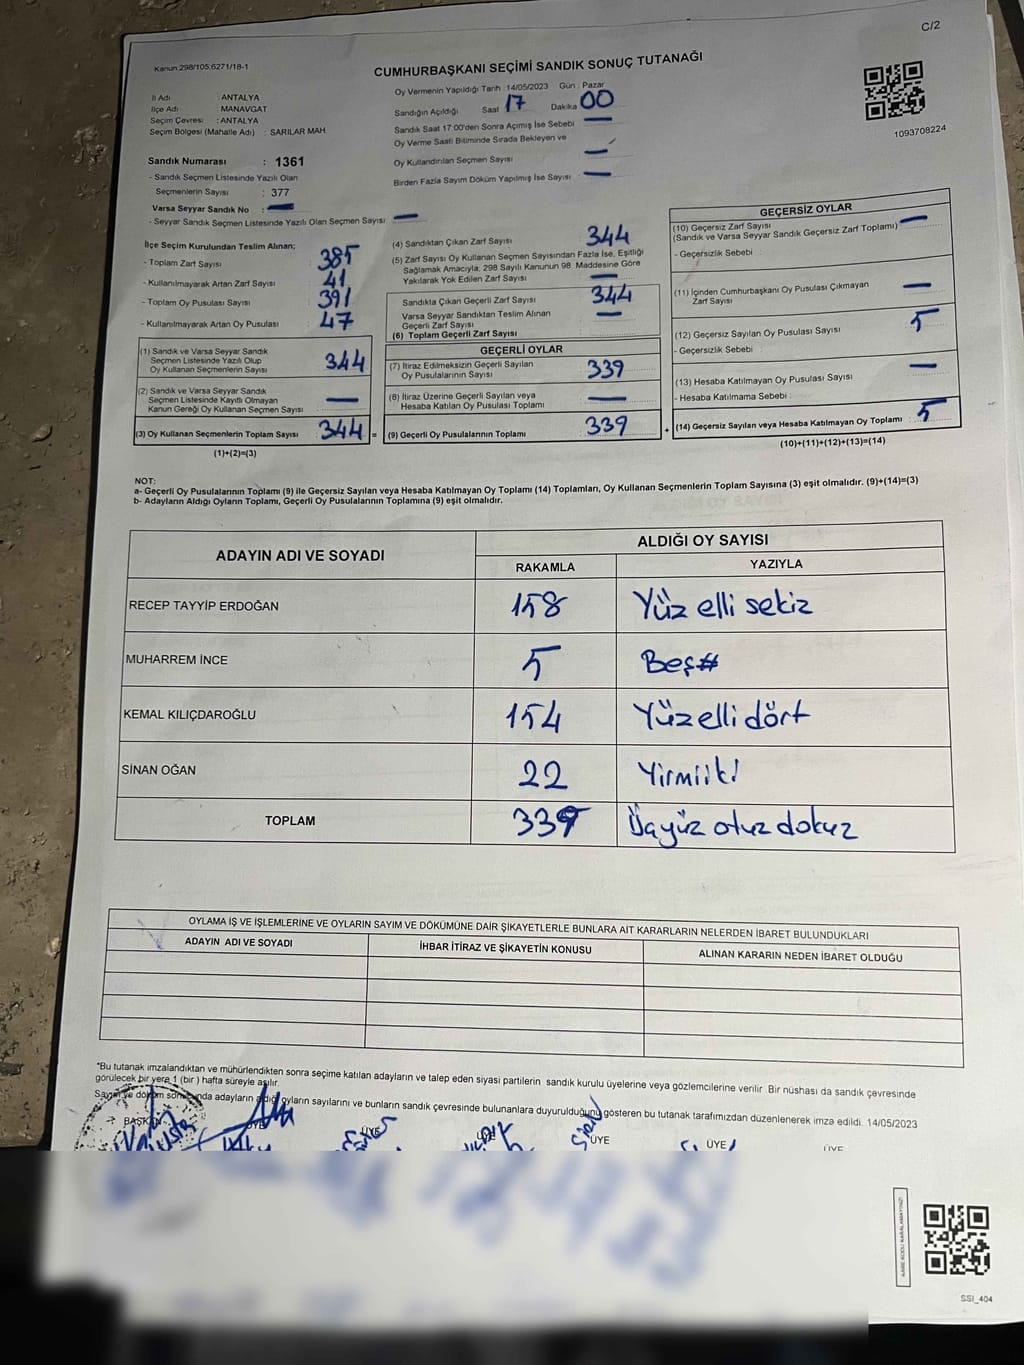 C/2
Kanun:298/105,6271/18-1
CUMHURBAŞKANI SEÇİMİ SANDIK SONUÇ TUTANAĞI
1093708224
İl Adı : ANTALYA
İlçe Adı : MANAVGAT
Seçim Çevresi : ANTALYA
Seçim Bölgesi (Mahalle Adı) : SARILAR MAH
Sandık Numarası : 1361
- Sandık Seçmen Listesinde Yazılı Olan
Seçmenlerin Sayısı : 377
Varsa Seyyar Sandık No : —
- Seyyar Sandık Seçmen Listesinde Yazılı Olan Seçmen Sayısı : —
Oy Vermenin Yapıldığı Tarih : 14/05/2023 Gün : Pazar
Sandığın Açıldığı Saat 17 Dakika 00
Sandık Saat 17:00'den Sonra Açımış İse Sebebi —
Oy Verme Saati Bitiminde Sırada Bekleyen ve
Oy Kullandırılan Seçmen Sayısı —
Birden Fazla Sayım Döküm Yapılmış İse Sayısı —
İlçe Seçim Kurulundan Teslim Alınan;
- Toplam Zarf Sayısı : 385
- Kullanılmayarak Artan Zarf Sayısı : 41
- Toplam Oy Pusulası Sayısı : 391
- Kullanılmayarak Artan Oy Pusulası : 47
(1) Sandık ve Varsa Seyyar Sandık
Seçmen Listesinde Yazılı Olup
Oy Kullanan Seçmenlerin Sayısı 344
(2) Sandık ve Varsa Seyyar Sandık
Seçmen Listesinde Kayıtlı Olmayan
Kanun Gereği Oy Kullanan Seçmen Sayısı —
(3) Oy Kullanan Seçmenlerin Toplam Sayısı 344 =
(1)+(2)=(3)
(4) Sandıktan Çıkan Zarf Sayısı 344
(5) Zarf Sayısı Oy Kullanan Seçmen Sayısından Fazla İse, Eşitliği
Sağlamak Amacıyla, 298 Sayılı Kanunun 98. Maddesine Göre
Yakılarak Yok Edilen Zarf Sayısı —
Sandıkta Çıkan Geçerli Zarf Sayısı 344
Varsa Seyyar Sandıktan Teslim Alınan
Geçerli Zarf Sayısı —
(6) Toplam Geçerli Zarf Sayısı
GEÇERLİ OYLAR
(7) İtiraz Edilmeksizin Geçerli Sayılan
Oy Pusulalarının Sayısı 339
(8) İtiraz Üzerine Geçerli Sayılan veya
Hesaba Katılan Oy Pusulası Toplamı —
(9) Geçerli Oy Pusulalarının Toplamı 339 +
GEÇERSİZ OYLAR
(10) Geçersiz Zarf Sayısı —
(Sandık ve Varsa Seyyar Sandık Geçersiz Zarf Toplamı)
- Geçersizlik Sebebi
(11) İçinden Cumhurbaşkanı Oy Pusulası Çıkmayan —
Zarf Sayısı
(12) Geçersiz Sayılan Oy Pusulası Sayısı 5
- Geçersizlik Sebebi
(13) Hesaba Katılmayan Oy Pusulası Sayısı —
- Hesaba Katılmama Sebebi
(14) Geçersiz Sayılan veya Hesaba Katılmayan Oy Toplamı 5
(10)+(11)+(12)+(13)=(14)
NOT:
a- Geçerli Oy Pusulalarının Toplamı (9) ile Geçersiz Sayılan veya Hesaba Katılmayan Oy Toplamı (14) Toplamları, Oy Kullanan Seçmenlerin Toplam Sayısına (3) eşit olmalıdır. (9)+(14)=(3)
b- Adayların Aldığı Oyların Toplamı, Geçerli Oy Pusulalarının Toplamına (9) eşit olmalıdır.
ADAYIN ADI VE SOYADI ALDIĞI OY SAYISI
RAKAMLA YAZIYLA
RECEP TAYYİP ERDOĞAN 158 Yüz elli sekiz
MUHARREM İNCE 5 Beş#
KEMAL KILIÇDAROĞLU 154 Yüzelli dört
SİNAN OĞAN 22 Yirmiiki
TOPLAM 339 Üçyüz otuz dokuz
OYLAMA İŞ VE İŞLEMLERİNE VE OYLARIN SAYIM VE DÖKÜMÜNE DAİR ŞİKAYETLERLE BUNLARA AİT KARARLARIN NELERDEN İBARET BULUNDUKLARI
ADAYIN ADI VE SOYADI İHBAR İTİRAZ VE ŞİKAYETİN KONUSU ALINAN KARARIN NEDEN İBARET OLDUĞU
*Bu tutanak imzalandıktan ve mühürlendikten sonra seçime katılan adayların ve talep eden siyasi partilerin sandık kurulu üyelerine veya gözlemcilerine verilir. Bir nüshası da sandık çevresinde
görülecek bir yere 1 (bir) hafta süreyle asılır.
Sayım ve döküm sonucunda adayların aldığı oyların sayılarını ve bunların sandık çevresinde bulunanlara duyurulduğunu gösteren bu tutanak tarafımızdan düzenlenerek imza edildi. 14/05/2023
BAŞKAN ÜYE ÜYE ÜYE ÜYE ÜYE ÜYE
SSI_404